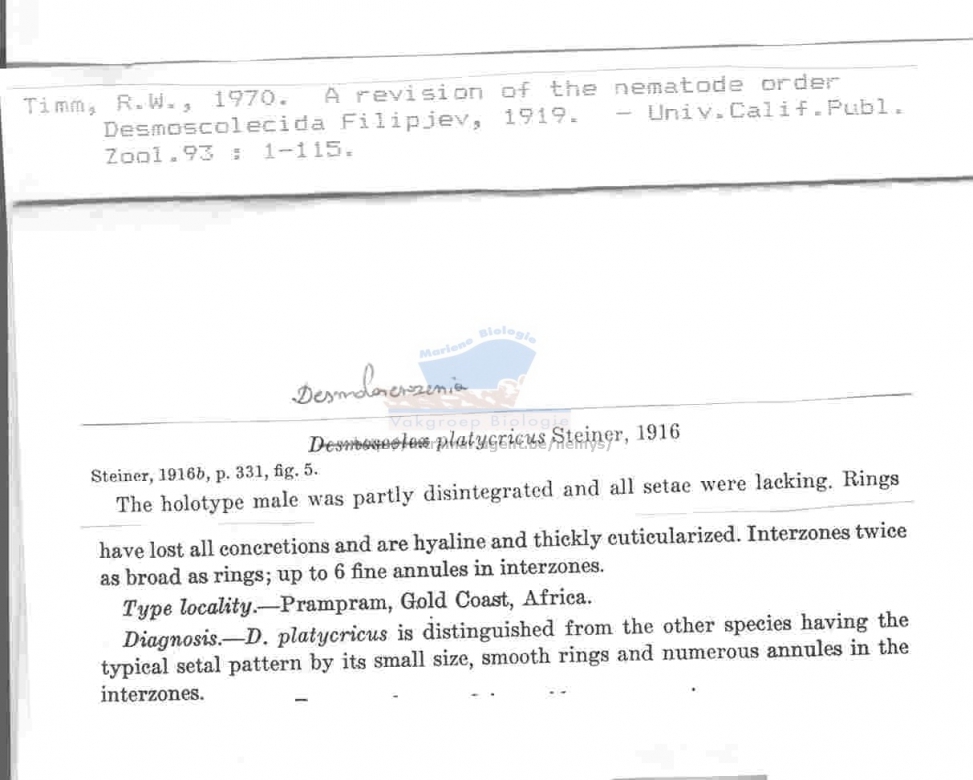 Timm, R.W., 1970. A revision of the nematode order
Desmoscolecida Filipjev, 1919. — Univ.Calif.Publ.
Zool.93 : 1-115.
Marine Biologie
Desmolorenzenia
Vakgroep Biologie
Desmoscolex platycricus Steiner, 1916
Steiner, 1916b, p. 331, fig. 5.
The holotype male was partly disintegrated and all setae were lacking. Rings
have lost all concretions and are hyaline and thickly cuticularized. Interzones twice
as broad as rings; up to 6 fine annules in interzones.
Type locality.—Prampram, Gold Coast, Africa.
Diagnosis.—D. platycricus is distinguished from the other species having the
typical setal pattern by its small size, smooth rings and numerous annules in the
interzones.